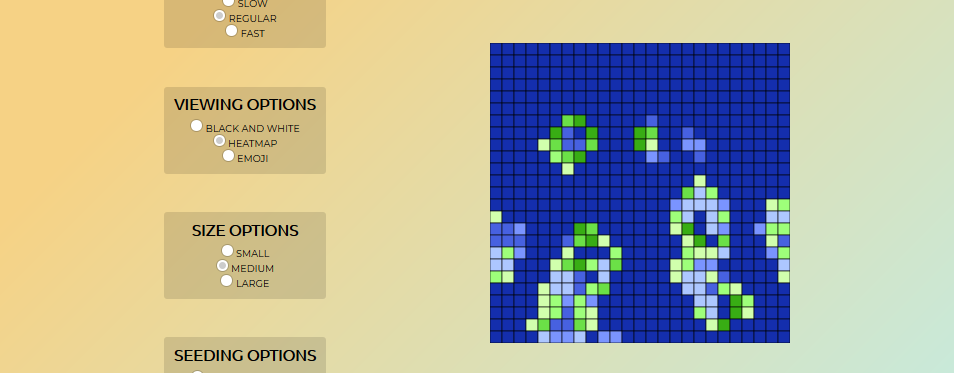 SLOW
REGULAR
FAST
VIEWING OPTIONS
BLACK AND WHITE
HEATMAP
EMOJI
SIZE OPTIONS
SMALL
MEDIUM
LARGE
SEEDING OPTIONS